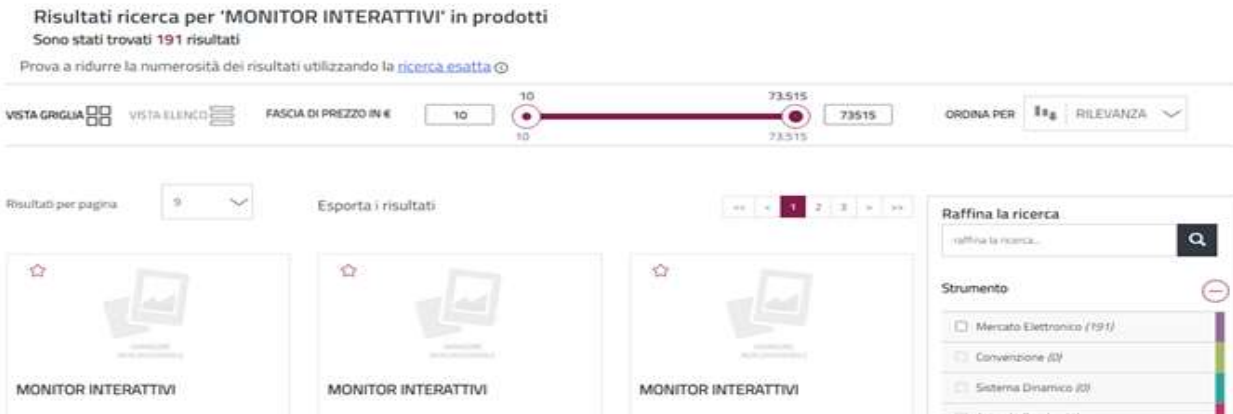 Risultati ricerca per 'MONITOR INTERATTIVI' in prodotti
Sono stati trovati 191 risultati
Prova a ridurre la numerosità dei risultati utilizzando la ricerca esatta
VISTA GRIGLIA VISTA ELENCO FASCIA DI PREZZO IN € 10 10 10 73.515 73.515 73515 ORDINA PER RILEVANZA
Risultati per pagina 9 Esporta i risultati << < 1 2 3 > >>
Raffina la ricerca
raffina la ricerca...
Strumento
Mercato Elettronico (191)
Convenzione (0)
Sistema Dinamico (0)
MONITOR INTERATTIVI MONITOR INTERATTIVI MONITOR INTERATTIVI